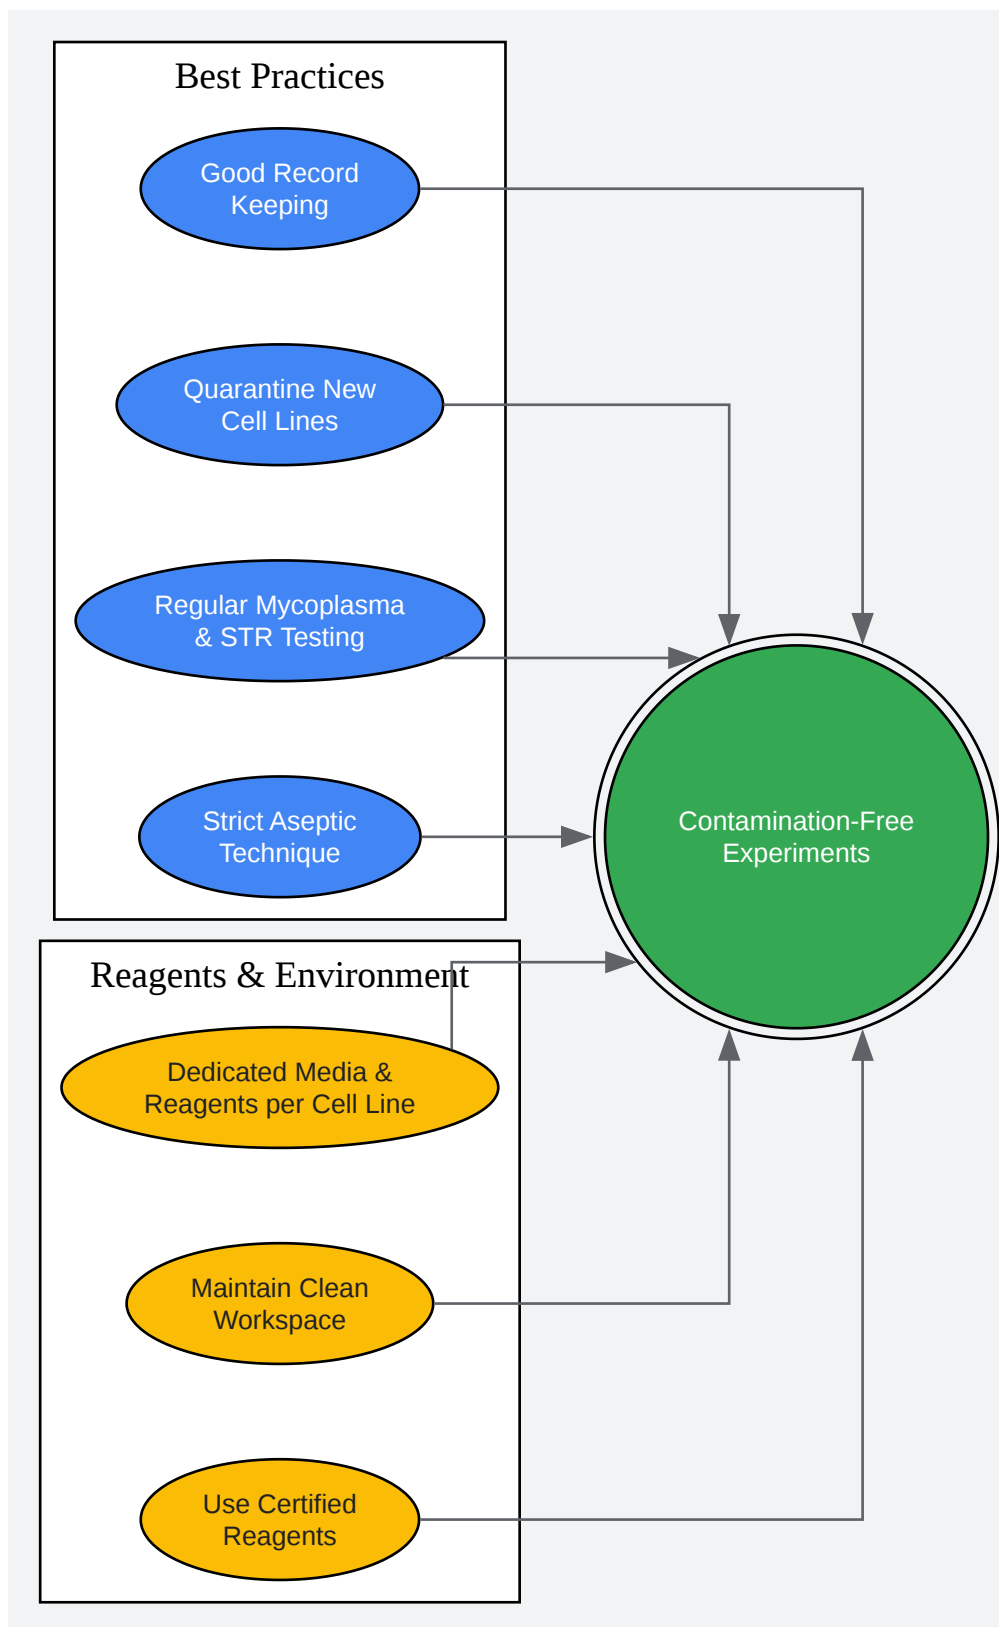 Best Practices
Good Record
Keeping
Quarantine New
Cell Lines
Regular Mycoplasma
& STR Testing
Strict Aseptic
Technique
Contamination-Free
Experiments
Reagents & Environment
Dedicated Media &
Reagents per Cell Line
Maintain Clean
Workspace
Use Certified
Reagents